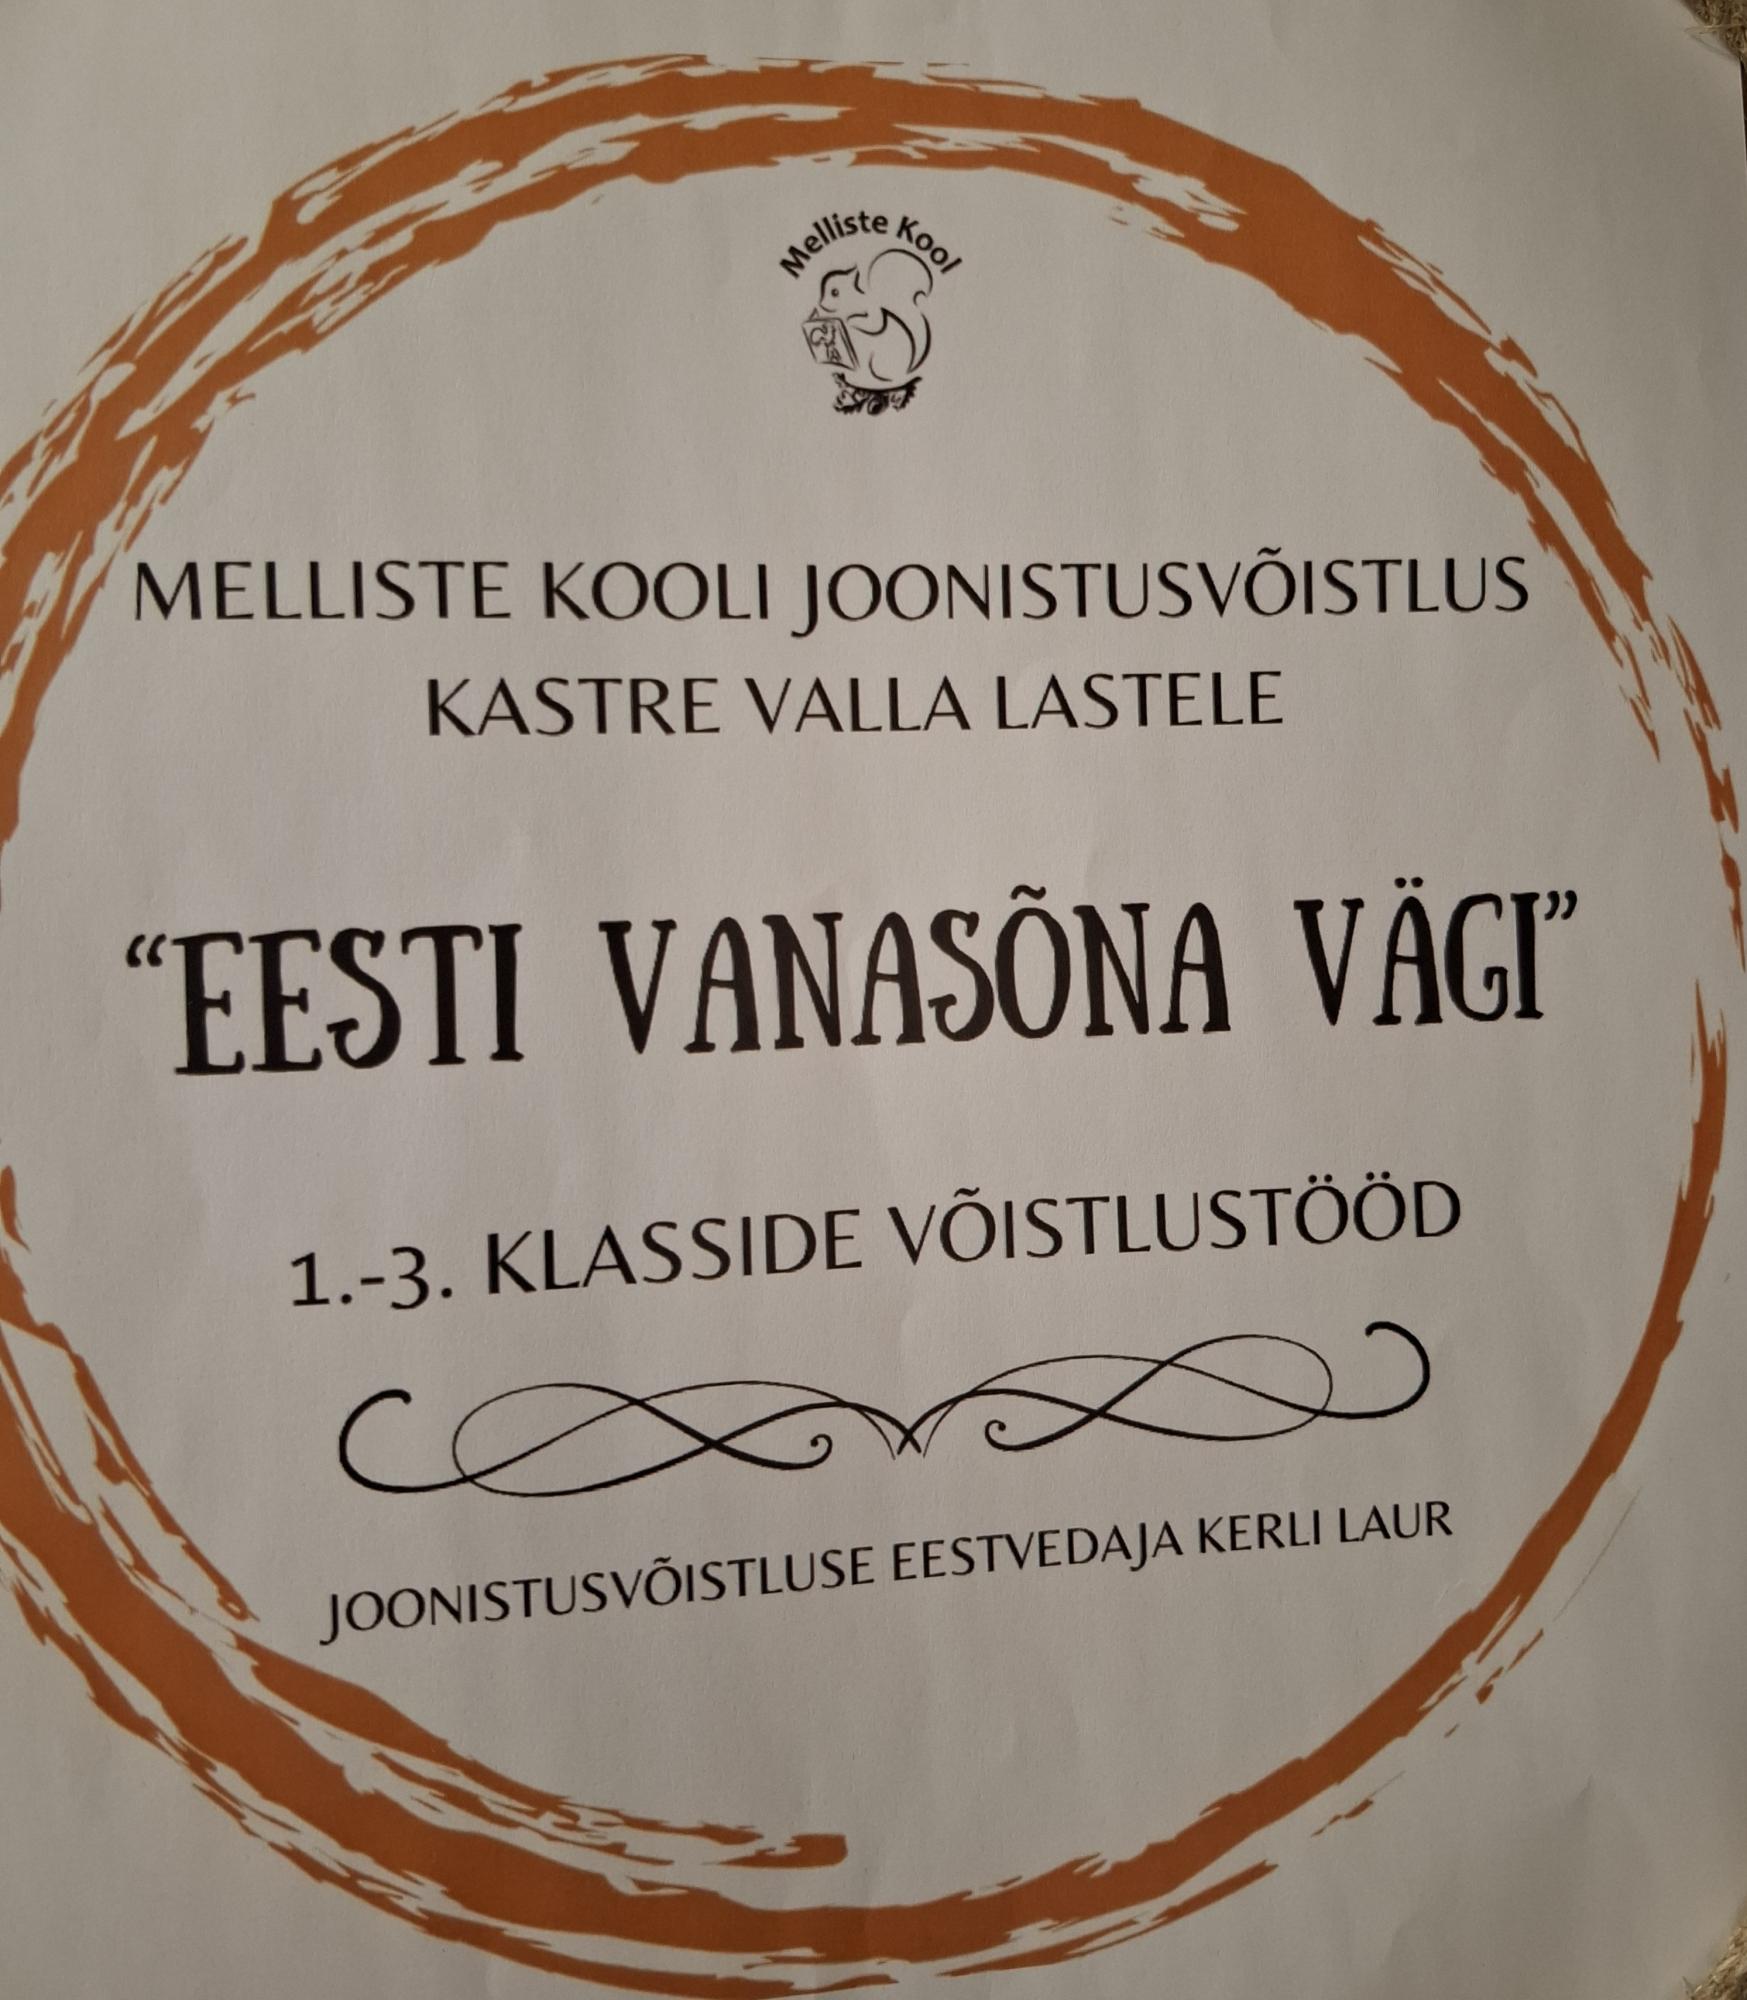 Melliste Kool
MELLISTE KOOLI JOONISTUSVÕISTLUS
KASTRE VALLA LASTELE
“EESTI VANASÕNA VÄGI”
1.-3. KLASSIDE VÕISTLUSTÖÖD
JOONISTUSVÕISTLUSE EESTVEDAJA KERLI LAUR